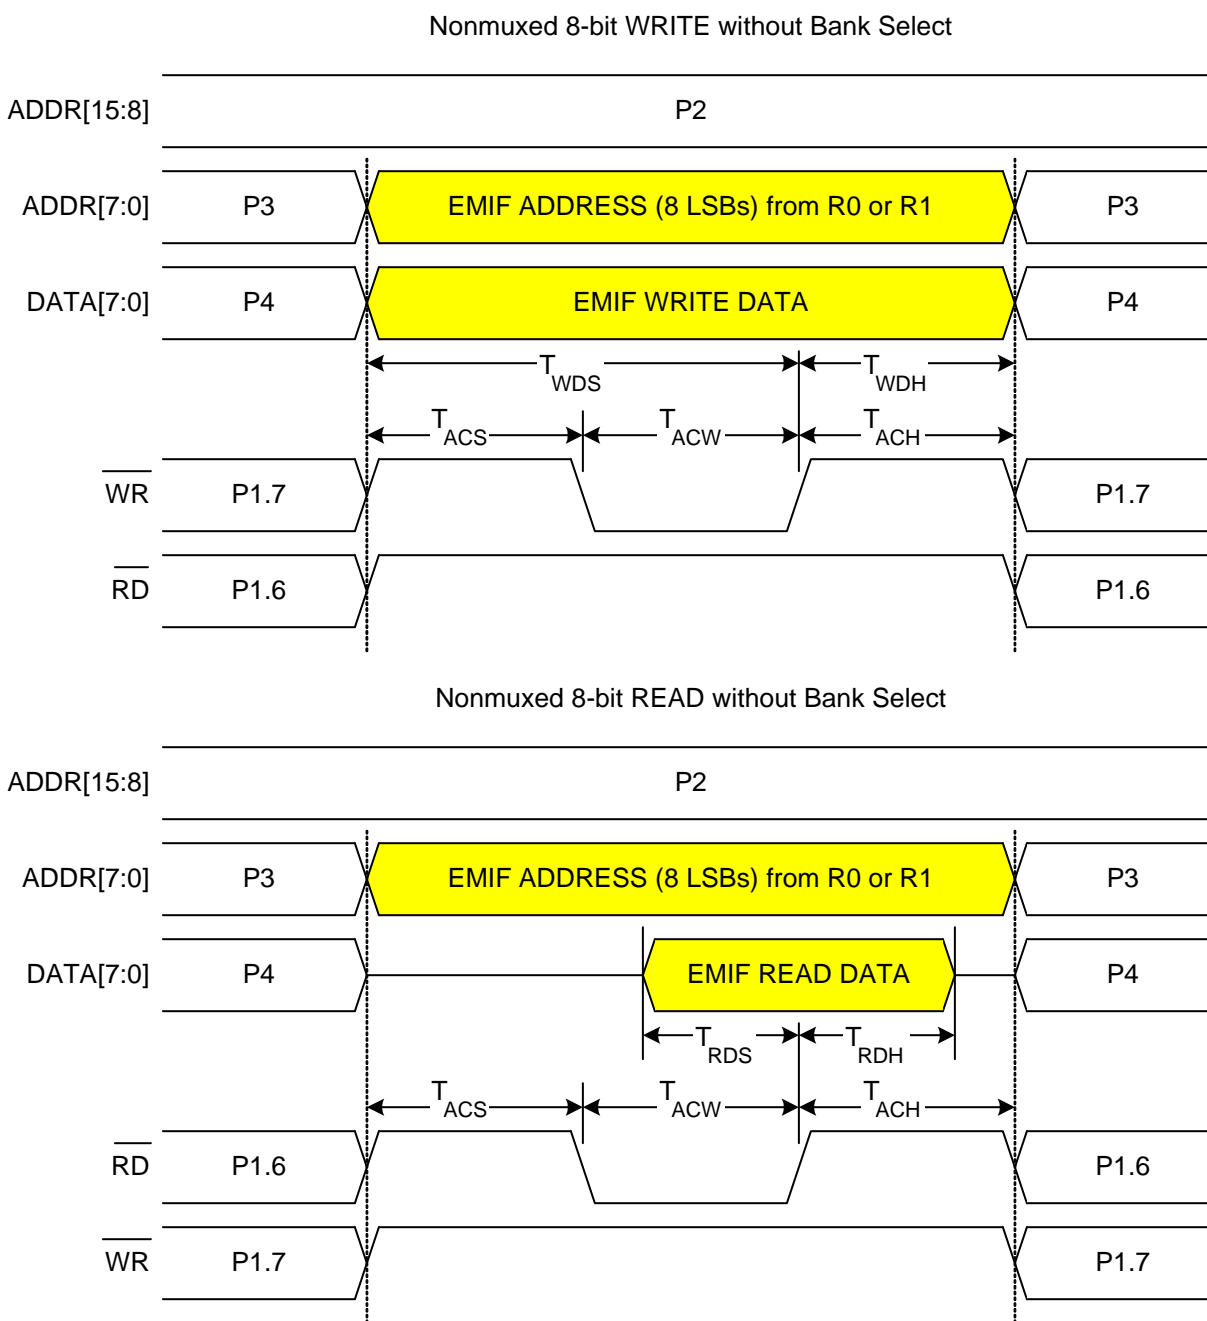 Nonmuxed 8-bit WRITE without Bank Select
ADDR[15:8] P2
ADDR[7:0] P3 EMIF ADDRESS (8 LSBs) from R0 or R1 P3
DATA[7:0] P4 EMIF WRITE DATA P4
TWDS TWDH
TACS TACW TACH
WR P1.7 P1.7
RD P1.6 P1.6
Nonmuxed 8-bit READ without Bank Select
ADDR[15:8] P2
ADDR[7:0] P3 EMIF ADDRESS (8 LSBs) from R0 or R1 P3
DATA[7:0] P4 EMIF READ DATA P4
TRDS TRDH
TACS TACW TACH
RD P1.6 P1.6
WR P1.7 P1.7